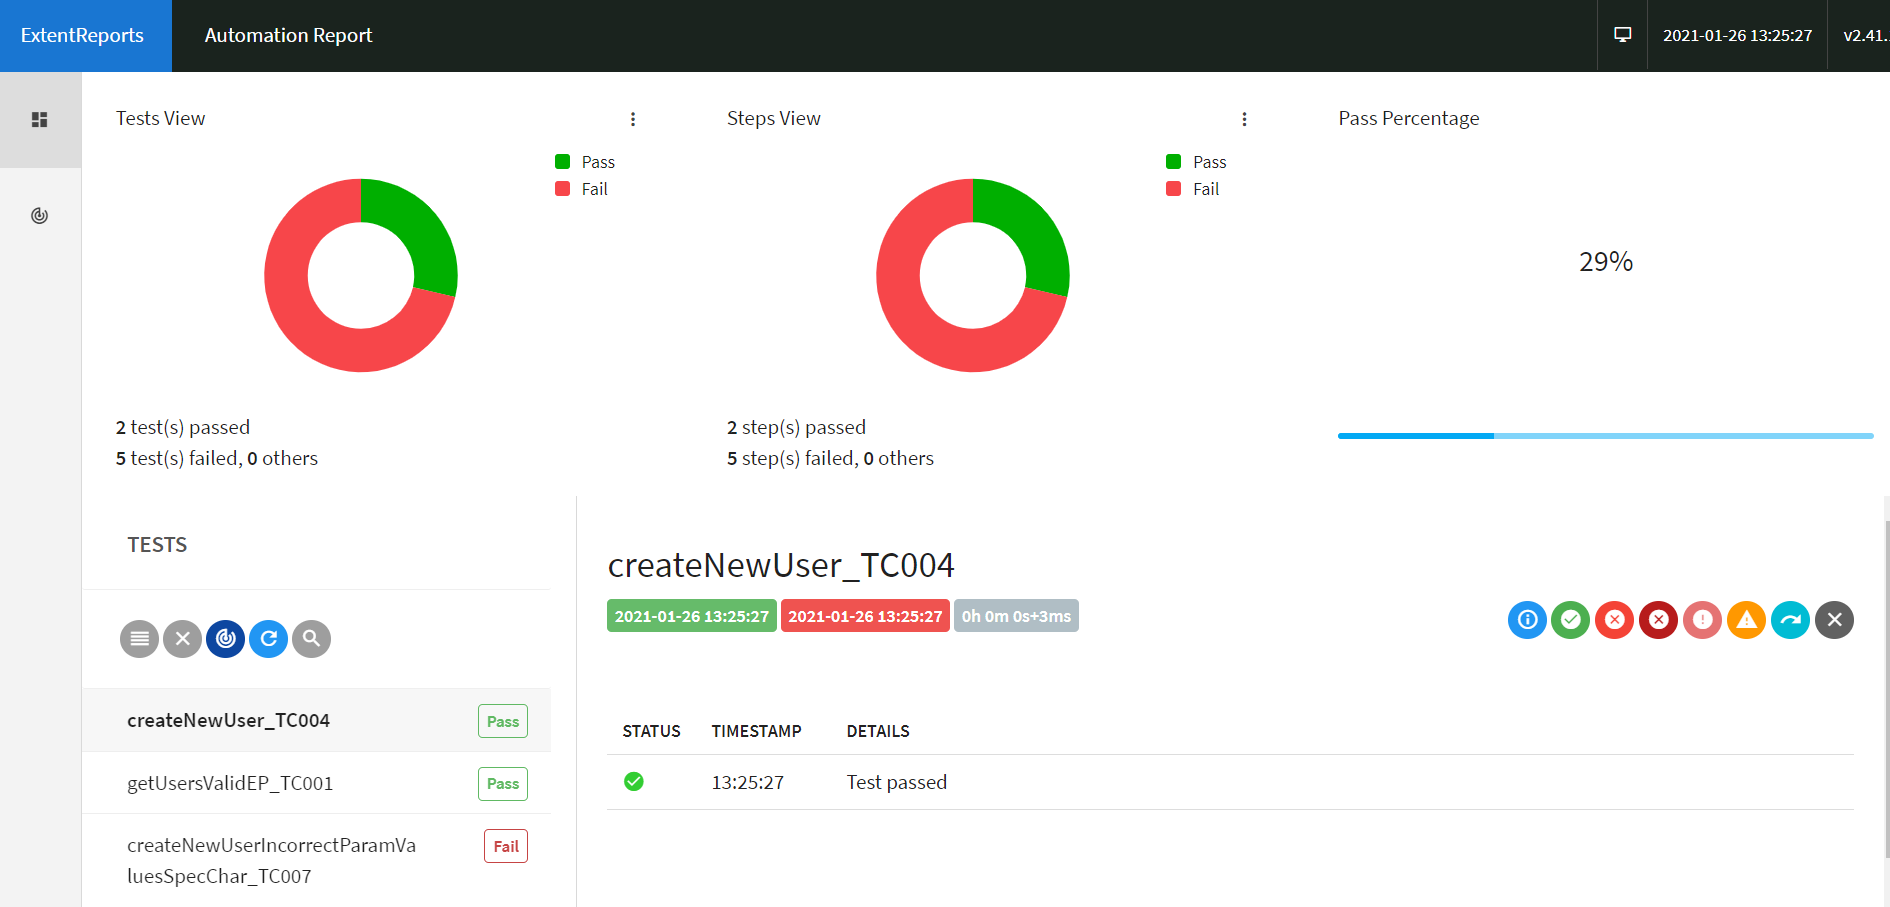 ExtentReports
Automation Report
2021-01-26 13:25:27
v2.41.
Tests View
Pass
Fail
2 test(s) passed
5 test(s) failed, 0 others
Steps View
Pass
Fail
2 step(s) passed
5 step(s) failed, 0 others
Pass Percentage
29%
TESTS
createNewUser_TC004 Pass
getUsersValidEP_TC001 Pass
createNewUserIncorrectParamVa Fail
luesSpecChar_TC007
createNewUser_TC004
2021-01-26 13:25:27 2021-01-26 13:25:27 0h 0m 0s+3ms
STATUS TIMESTAMP DETAILS
13:25:27 Test passed